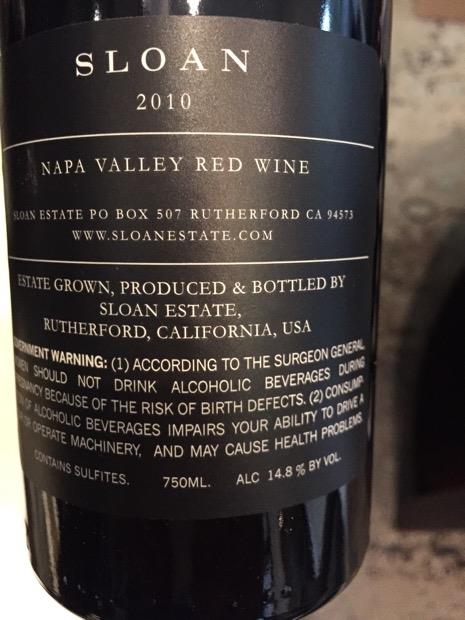 SLOAN
2010
NAPA VALLEY RED WINE
SLOAN ESTATE PO BOX 507 RUTHERFORD CA 94573
WWW.SLOANESTATE.COM
ESTATE GROWN, PRODUCED & BOTTLED BY
SLOAN ESTATE,
RUTHERFORD, CALIFORNIA, USA
VERNMENT WARNING: (1) ACCORDING TO THE SURGEON GENERAL,
MEN SHOULD NOT DRINK ALCOHOLIC BEVERAGES DURING
NANCY BECAUSE OF THE RISK OF BIRTH DEFECTS. (2) CONSUMP-
OF ALCOHOLIC BEVERAGES IMPAIRS YOUR ABILITY TO DRIVE A
OPERATE MACHINERY, AND MAY CAUSE HEALTH PROBLEMS.
CONTAINS SULFITES. 750ML. ALC 14.8 % BY VOL.